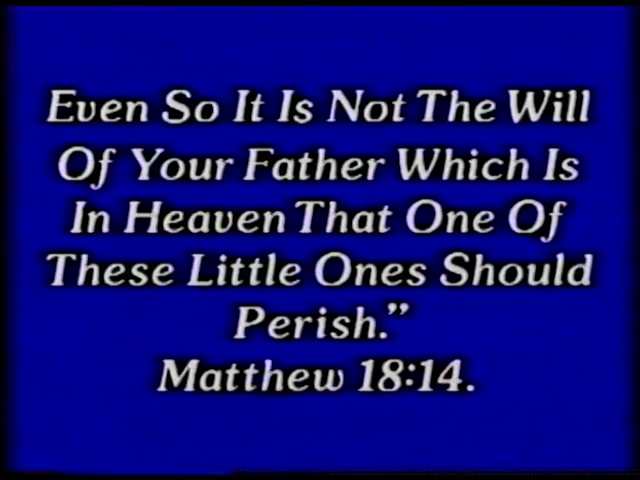 Even So It Is Not The Will
Of Your Father Which Is
In Heaven That One Of
These Little Ones Should
Perish.”
Matthew 18:14.